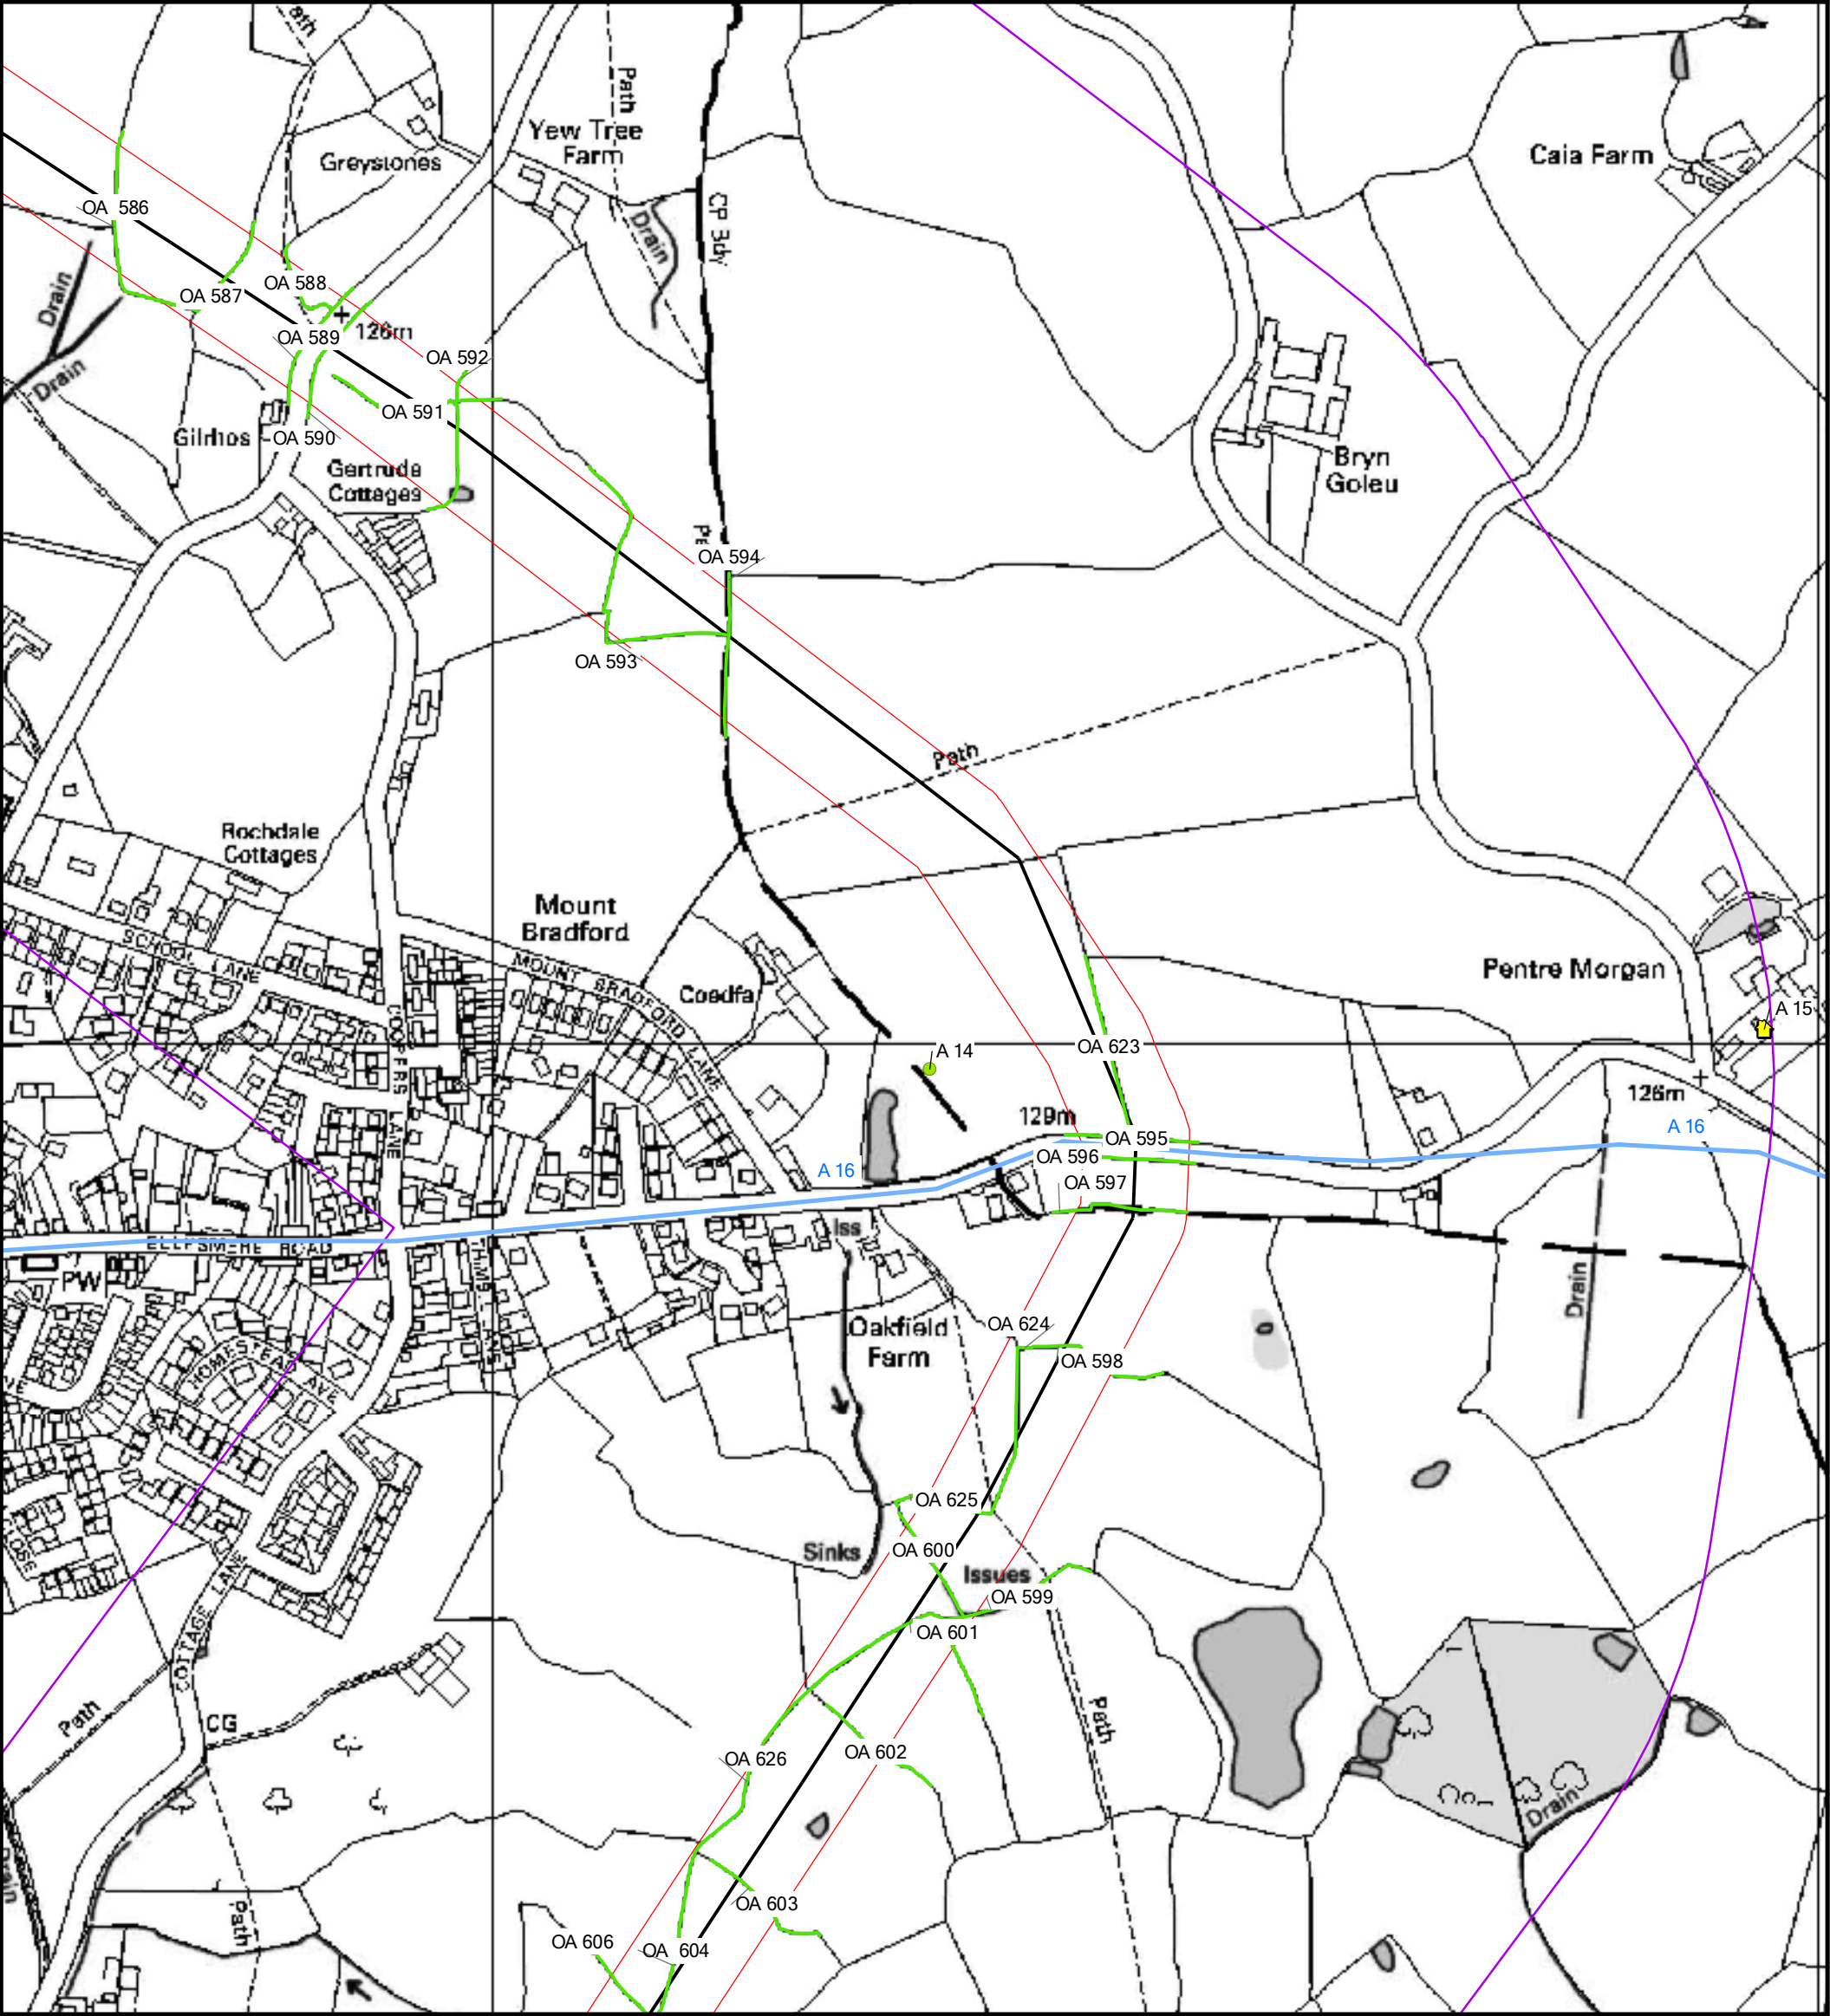 Path
Yew Tree
Farm
Greystones
Caia Farm
OA 586
CP Bdy
Drain
Drain
OA 588
OA 587
126m
OA 589
OA 592
Drain
OA 591
Gilrhos
OA 590
Bryn
Goleu
Gertrude
Cottages
OA 594
OA 593
Path
Rochdale
Cottages
Mount
Bradford
SCHOOL LANE
MOUNT BRADFORD LANE
Coedfa
Pentre Morgan
A 15
COOPERS LANE
OA 623
A 14
129m
126m
A 16
OA 595
OA 596
A 16
OA 597
Iss
ELLESMERE ROAD
PW
Drain
Oakfield
Farm
OA 624
OA 598
HOMESTEAD AVE
OA 625
OA 600
Sinks
Issues
OA 599
OA 601
COTTAGE LANE
Path
CG
Path
OA 602
OA 626
Drain
OA 603
Path
OA 606
OA 604